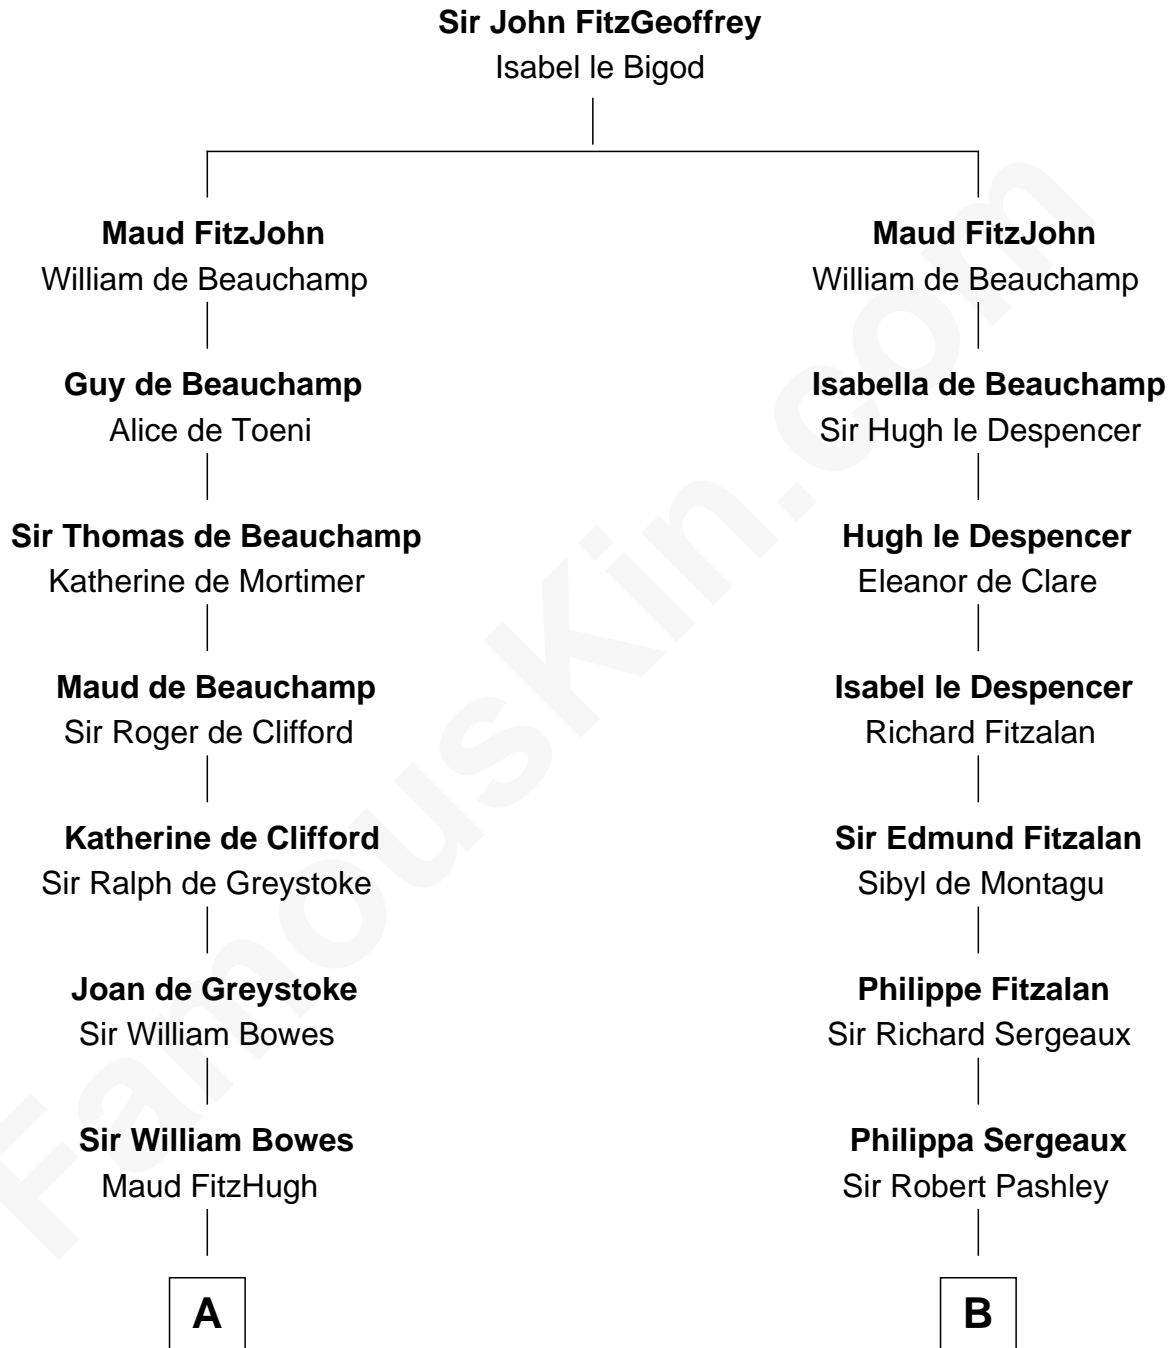 Sir John FitzGeoffrey
Isabel le Bigod
Maud FitzJohn
William de Beauchamp
Maud FitzJohn
William de Beauchamp
Guy de Beauchamp
Alice de Toeni
Isabella de Beauchamp
Sir Hugh le Despencer
Sir Thomas de Beauchamp
Katherine de Mortimer
Hugh le Despencer
Eleanor de Clare
Maud de Beauchamp
Sir Roger de Clifford
Isabel le Despencer
Richard Fitzalan
Katherine de Clifford
Sir Ralph de Greystoke
Sir Edmund Fitzalan
Sibyl de Montagu
Joan de Greystoke
Sir William Bowes
Philippe Fitzalan
Sir Richard Sergeaux
Sir William Bowes
Maud FitzHugh
Philippa Sergeaux
Sir Robert Pashley
A
B
FamousKin.com